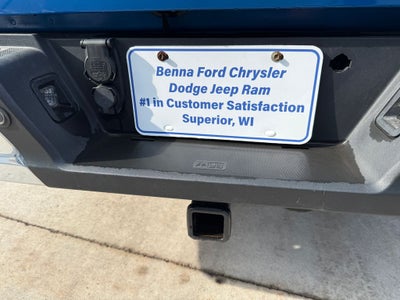 Benna Ford Chrysler
Dodge Jeep Ram
#1 in Customer Satisfaction
Superior, WI